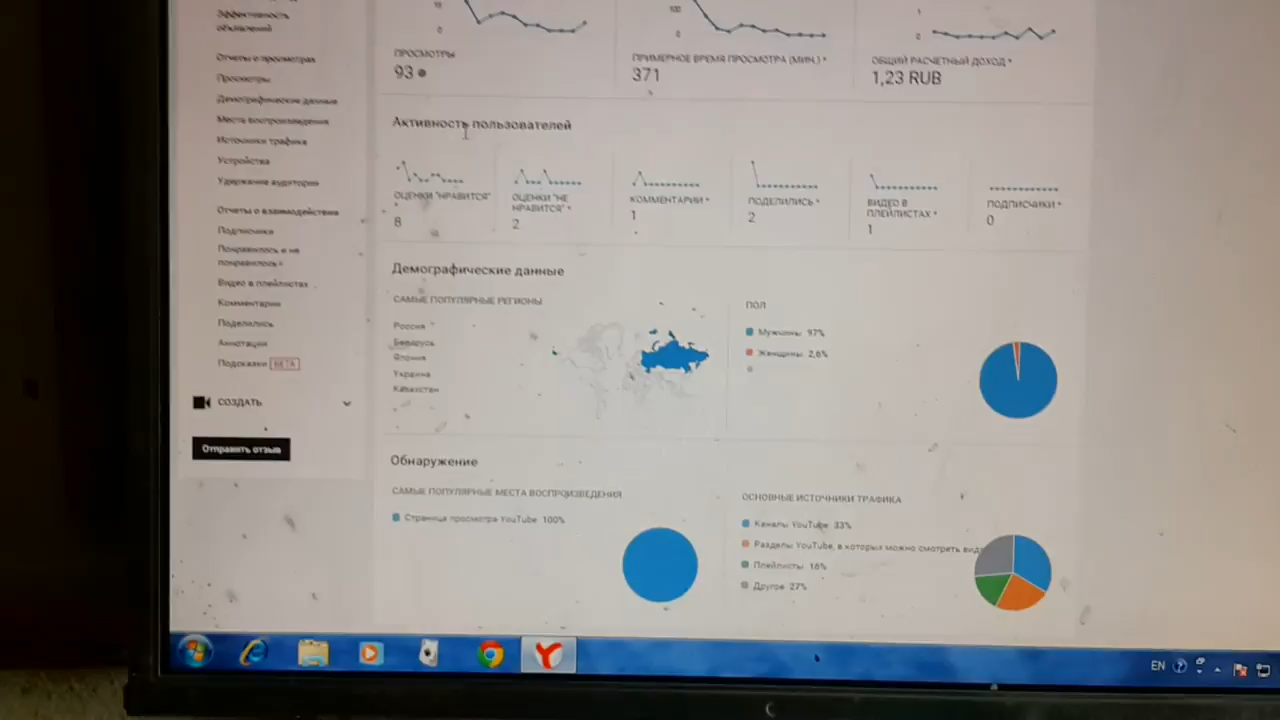 Эффективность
объявлений
Отчеты о просмотрах
Просмотры
Демографические данные
Места воспроизведения
Источники трафика
Устройства
Удержание аудитории
Отчеты о взаимодействии
Подписчики
Понравилось и не
понравилось
Видео в плейлистах
Комментарии
Поделились
Аннотации
Подсказки BETA
СОЗДАТЬ
Отправить отзыв
ПРОСМОТРЫ
93
ПРИМЕРНОЕ ВРЕМЯ ПРОСМОТРА (МИН.) *
371
ОБЩИЙ РАСЧЕТНЫЙ ДОХОД *
1,23 RUB
Активность пользователей
ОЦЕНКИ "НРАВИТСЯ"
8
ОЦЕНКИ "НЕ
НРАВИТСЯ" *
2
КОММЕНТАРИИ *
1
ПОДЕЛИЛИСЬ *
2
ВИДЕО В
ПЛЕЙЛИСТАХ *
1
ПОДПИСЧИКИ *
0
Демографические данные
САМЫЕ ПОПУЛЯРНЫЕ РЕГИОНЫ
Россия
Беларусь
Япония
Украина
Казахстан
ПОЛ
Мужчины 97%
Женщины 2,6%
Обнаружение
САМЫЕ ПОПУЛЯРНЫЕ МЕСТА ВОСПРОИЗВЕДЕНИЯ
Страница просмотра YouTube 100%
ОСНОВНЫЕ ИСТОЧНИКИ ТРАФИКА
Каналы YouTube 33%
Разделы YouTube, в которых можно смотреть вид
Плейлисты 16%
Другое 27%
EN